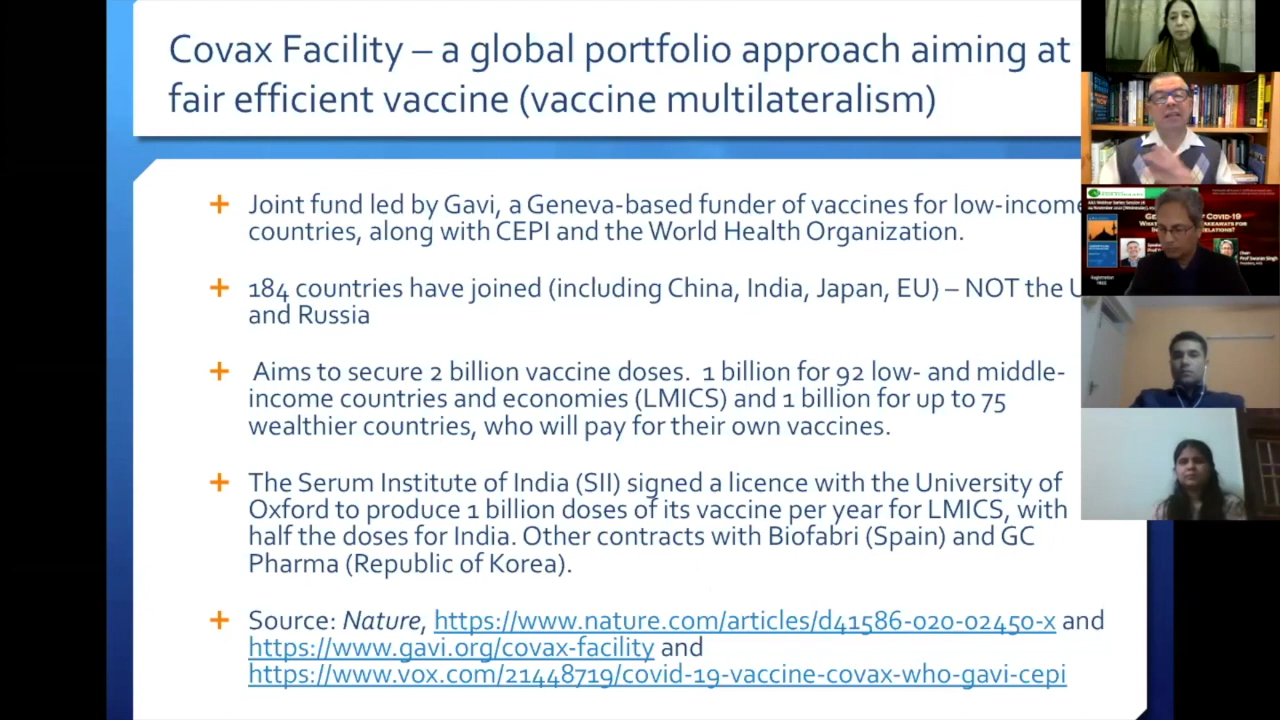 Covax Facility – a global portfolio approach aiming at
fair efficient vaccine (vaccine multilateralism)
Joint fund led by Gavi, a Geneva-based funder of vaccines for low-income
countries, along with CEPI and the World Health Organization.
184 countries have joined (including China, India, Japan, EU) – NOT the
and Russia
Aims to secure 2 billion vaccine doses. 1 billion for 92 low- and middle-
income countries and economies (LMICS) and 1 billion for up to 75
wealthier countries, who will pay for their own vaccines.
The Serum Institute of India (SII) signed a licence with the University of
Oxford to produce 1 billion doses of its vaccine per year for LMICS, with
half the doses for India. Other contracts with Biofabri (Spain) and GC
Pharma (Republic of Korea).
Source: Nature, https://www.nature.com/articles/d41586-020-02450-x and
https://www.gavi.org/covax-facility and
https://www.vox.com/21448719/covid-19-vaccine-covax-who-gavi-cepi